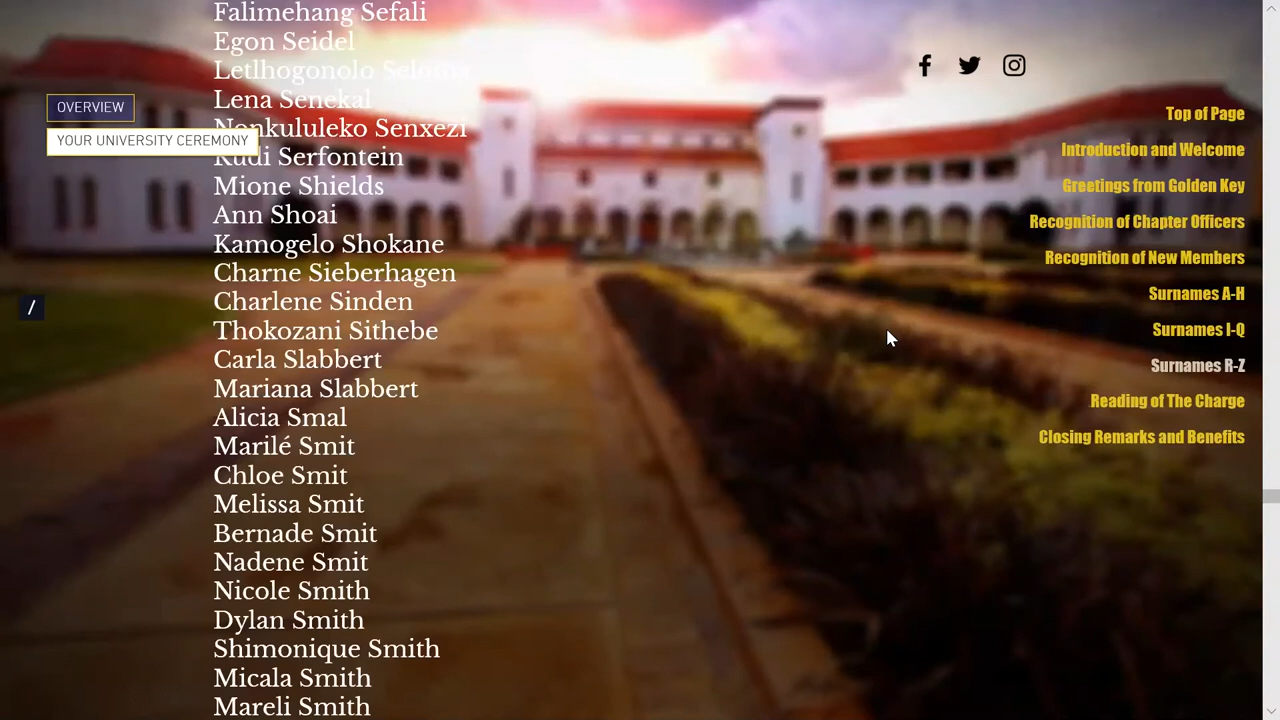 Falimehang Sefali
Egon Seidel
Letlhogonolo
Lena Senekal
OVERVIEW
Nonkululeko Senxezi
YOUR UNIVERSITY CEREMONY
Rudi Serfontein
Mione Shields
Ann Shoai
Kamogelo Shokane
Charne Sieberhagen
Charlene Sinden
/
Thokozani Sithebe
Carla Slabbert
Mariana Slabbert
Alicia Smal
Marilé Smit
Chloe Smit
Melissa Smit
Bernade Smit
Nadene Smit
Nicole Smith
Dylan Smith
Shimonique Smith
Micala Smith
Mareli Smith
Top of Page
Introduction and Welcome
Greetings from Golden Key
Recognition of Chapter Officers
Recognition of New Members
Surnames A-H
Surnames I-Q
Surnames R-Z
Reading of The Charge
Closing Remarks and Benefits